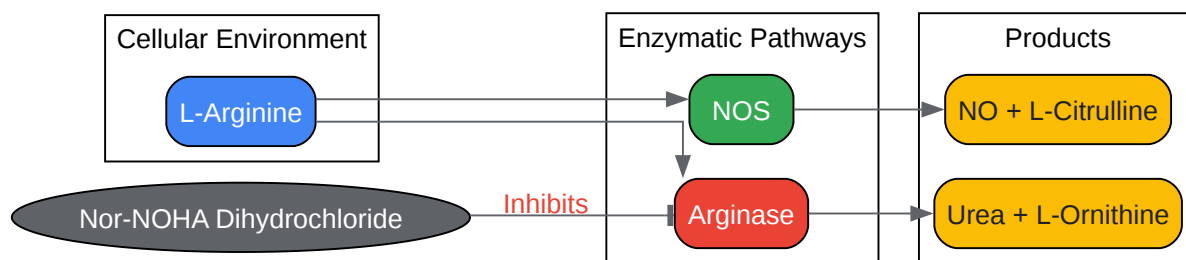 Cellular Environment
Enzymatic Pathways
Products
L-Arginine
NOS
NO + L-Citrulline
Nor-NOHA Dihydrochloride
Inhibits
Arginase
Urea + L-Ornithine